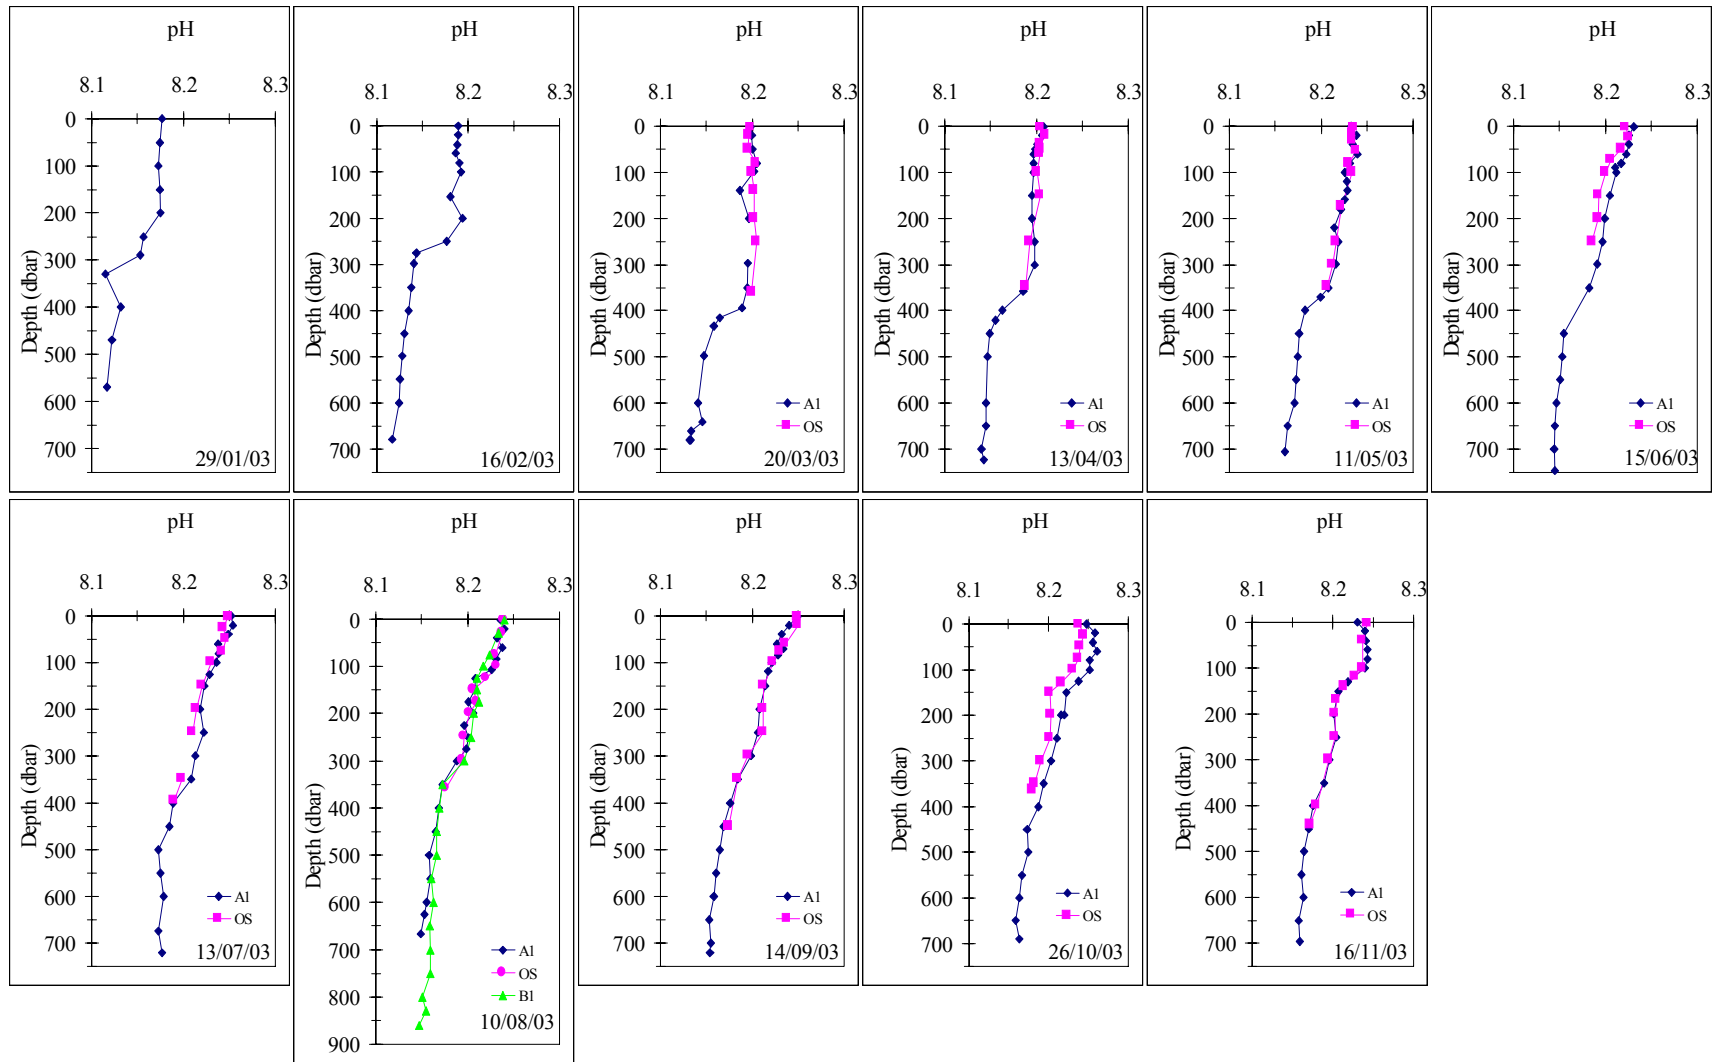 pH
8.1 8.2 8.3
0
100
200
300
400
500
600
700
Depth (dbar)
29/01/03
pH
8.1 8.2 8.3
0
100
200
300
400
500
600
700
Depth (dbar)
16/02/03
pH
8.1 8.2 8.3
0
100
200
300
400
500
600
700
Depth (dbar)
A1
OS
20/03/03
pH
8.1 8.2 8.3
0
100
200
300
400
500
600
700
Depth (dbar)
A1
OS
13/04/03
pH
8.1 8.2 8.3
0
100
200
300
400
500
600
700
Depth (dbar)
A1
OS
11/05/03
pH
8.1 8.2 8.3
0
100
200
300
400
500
600
700
Depth (dbar)
A1
OS
15/06/03
pH
8.1 8.2 8.3
0
100
200
300
400
500
600
700
Depth (dbar)
A1
OS
13/07/03
pH
8.1 8.2 8.3
0
100
200
300
400
500
600
700
800
900
Depth (dbar)
A1
OS
B1
10/08/03
pH
8.1 8.2 8.3
0
100
200
300
400
500
600
700
Depth (dbar)
A1
OS
14/09/03
pH
8.1 8.2 8.3
0
100
200
300
400
500
600
700
Depth (dbar)
A1
OS
26/10/03
pH
8.1 8.2 8.3
0
100
200
300
400
500
600
700
Depth (dbar)
A1
OS
16/11/03